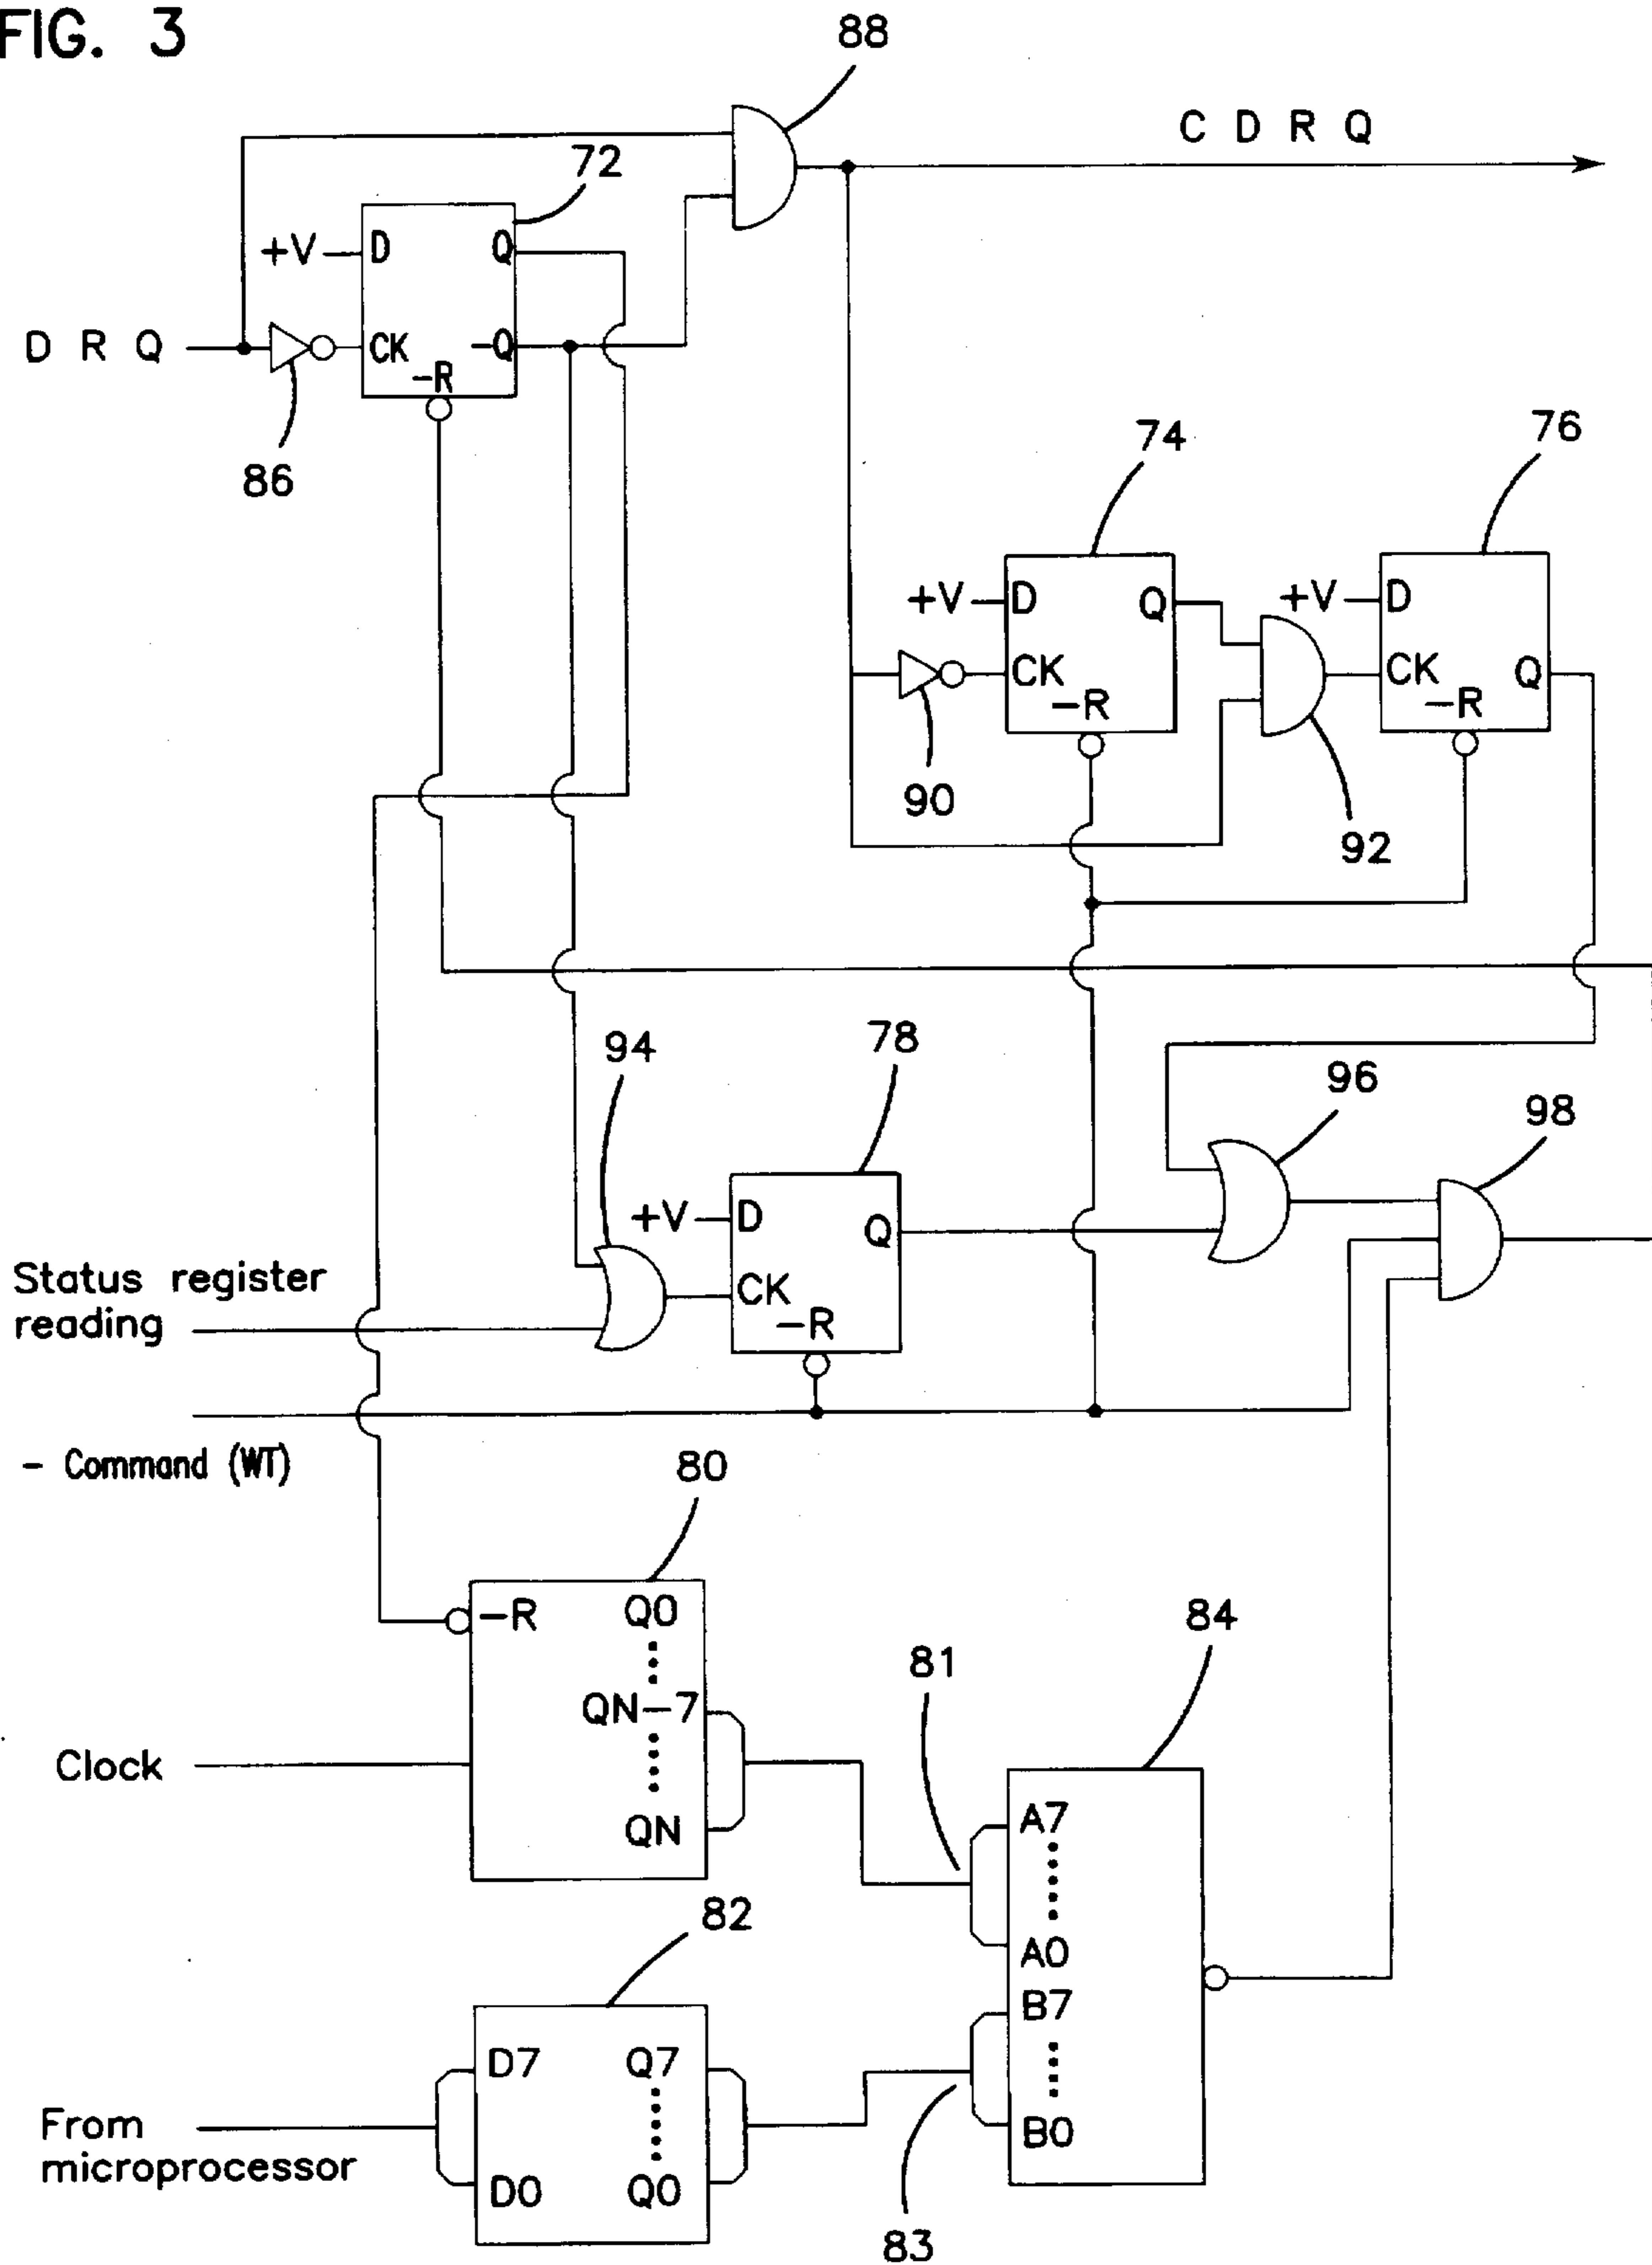 FIG. 3
88
C D R Q
72
+V
D
Q
D R Q
CK
-Q
-R
86
74
76
+V
D
Q
+V
D
CK
-R
CK
Q
-R
90
92
94
78
96
98
+V
D
Q
Status register
reading
CK
-R
- Command (WT)
80
-R
Q0
QN-7
QN
Clock
81
84
A7
A0
B7
B0
82
D7
Q7
From
microprocessor
D0
Q0
83